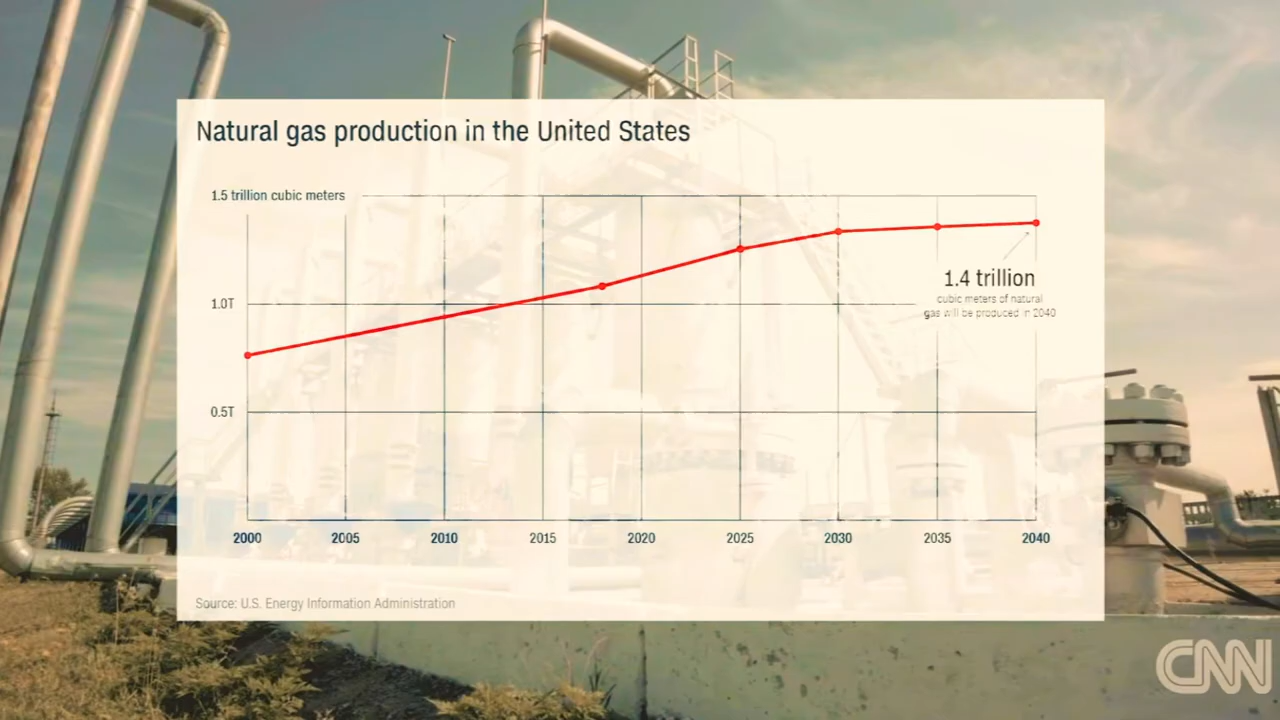 Natural gas production in the United States
1.5 trillion cubic meters
1.0T
1.4 trillion
cubic meters of natural
gas will be produced in 2040
0.5T
2000 2005 2010 2015 2020 2025 2030 2035 2040
Source: U.S. Energy Information Administration
CNN